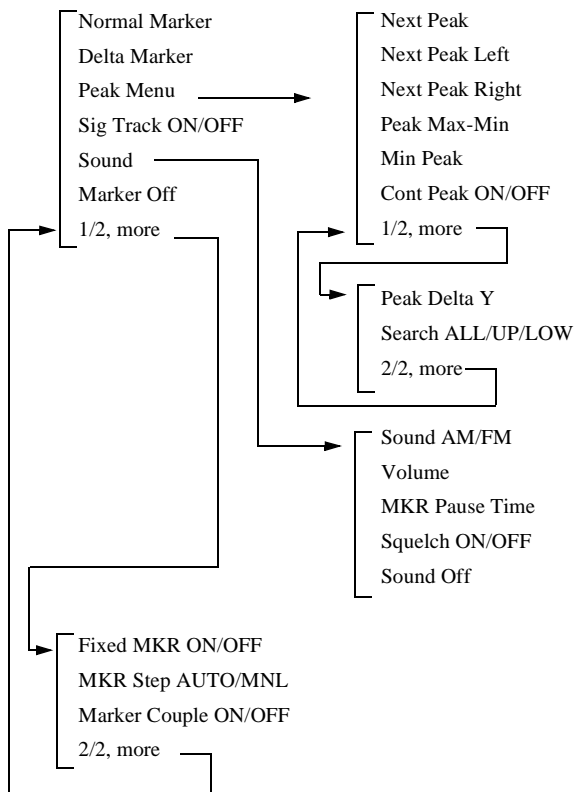 Normal Marker
Delta Marker
Peak Menu
Sig Track ON/OFF
Sound
Marker Off
1/2, more
Next Peak
Next Peak Left
Next Peak Right
Peak Max-Min
Min Peak
Cont Peak ON/OFF
1/2, more
Peak Delta Y
Search ALL/UP/LOW
2/2, more
Sound AM/FM
Volume
MKR Pause Time
Squelch ON/OFF
Sound Off
Fixed MKR ON/OFF
MKR Step AUTO/MNL
Marker Couple ON/OFF
2/2, more